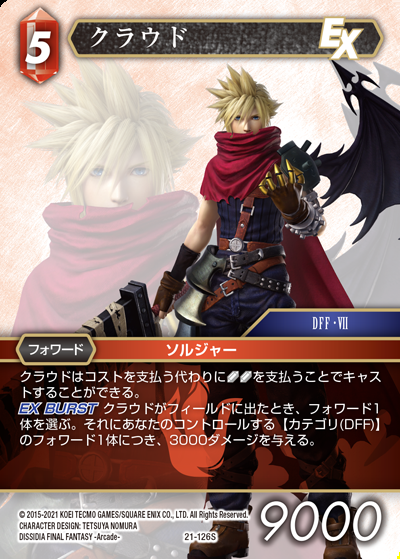 5
クラウド
EX
DFF・VII
フォワード
ソルジャー
クラウドはコストを支払う代わりに を支払うことでキャス
トすることができる。
EX BURST クラウドがフィールドに出たとき、フォワード1
体を選ぶ。それにあなたのコントロールする【カテゴリ(DFF)】
のフォワード1体につき、3000ダメージを与える。
© 2015-2021 KOEI TECMO GAMES/SQUARE ENIX CO., LTD. All Rights Reserved.
CHARACTER DESIGN: TETSUYA NOMURA
DISSIDIA FINAL FANTASY -Arcade-
21-126S
9000